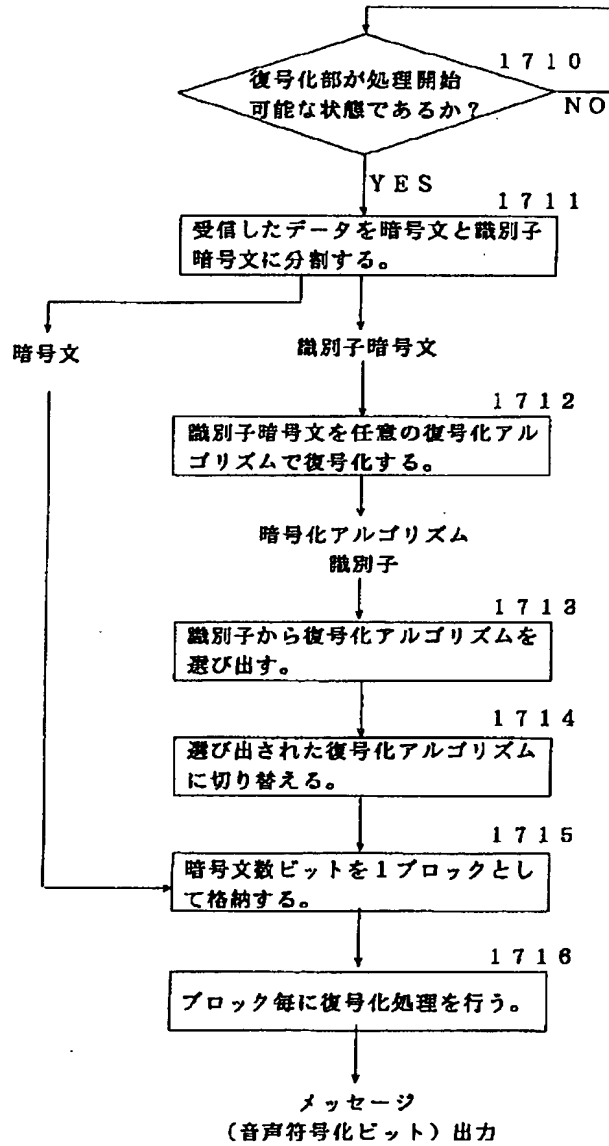 1710
復号化部が処理開始
可能な状態であるか?
NO
YES
1711
受信したデータを暗号文と識別子
暗号文に分割する。
暗号文
識別子暗号文
1712
識別子暗号文を任意の復号化アル
ゴリズムで復号化する。
暗号化アルゴリズム
識別子
1713
識別子から復号化アルゴリズムを
選び出す。
1714
選び出された復号化アルゴリズム
に切り替える。
1715
暗号文数ビットを1ブロックとし
て格納する。
1716
ブロック毎に復号化処理を行う。
メッセージ
(音声符号化ビット)出力